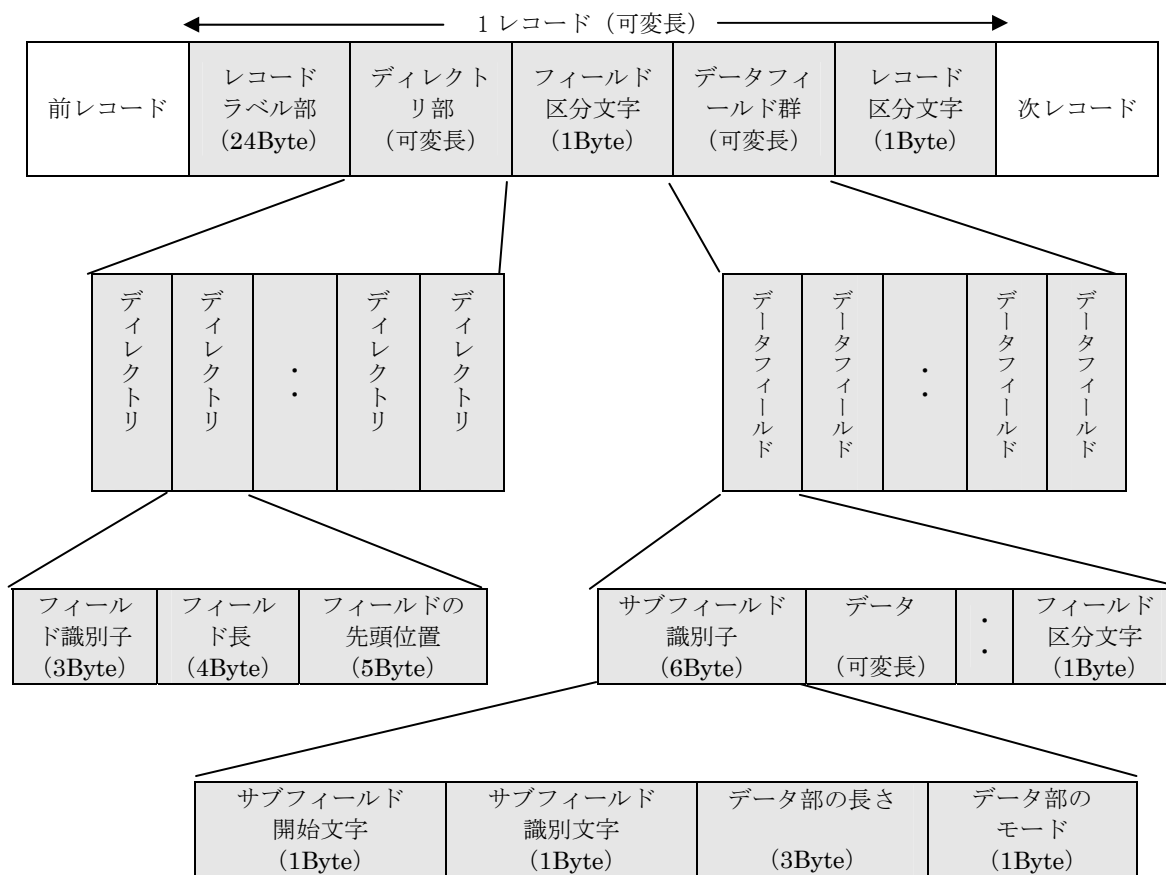 1 レコード（可変長）
前レコード
レコード
ラベル部
（24Byte）
ディレクト
リ部
（可変長）
フィールド
区分文字
（1Byte）
データフィ
ールド群
（可変長）
レコード
区分文字
（1Byte）
次レコード
ディレクトリ
ディレクトリ
：
ディレクトリ
ディレクトリ
データフィールド
データフィールド
：
データフィールド
データフィールド
フィール
ド識別子
（3Byte）
フィール
ド長
（4Byte）
フィールドの
先頭位置
（5Byte）
サブフィールド
識別子
（6Byte）
データ
（可変長）
：
フィールド
区分文字
（1Byte）
サブフィールド
開始文字
（1Byte）
サブフィールド
識別文字
（1Byte）
データ部の長さ
（3Byte）
データ部の
モード
（1Byte）